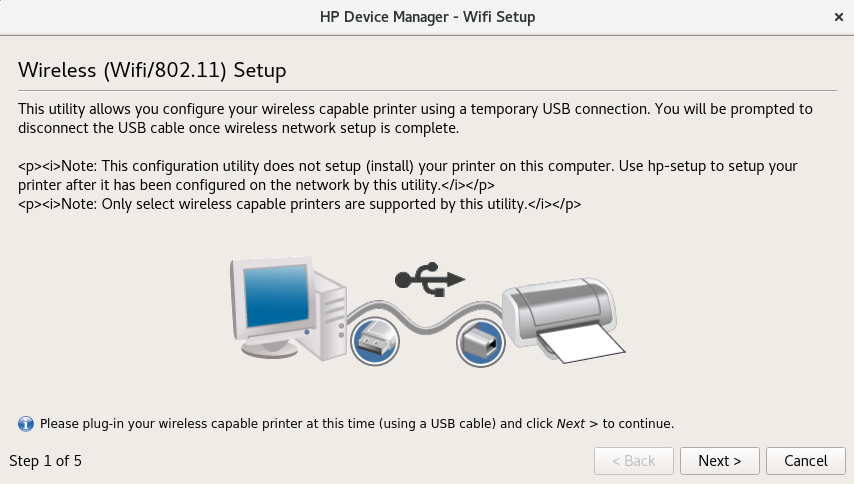 HP Device Manager - Wifi Setup
Wireless (Wifi/802.11) Setup
This utility allows you configure your wireless capable printer using a temporary USB connection. You will be prompted to
disconnect the USB cable once wireless network setup is complete.
<p><i>Note: This configuration utility does not setup (install) your printer on this computer. Use hp-setup to setup your
printer after it has been configured on the network by this utility.</i></p>
<p><i>Note: Only select wireless capable printers are supported by this utility.</i></p>
Please plug-in your wireless capable printer at this time (using a USB cable) and click Next > to continue.
Step 1 of 5
< Back
Next >
Cancel